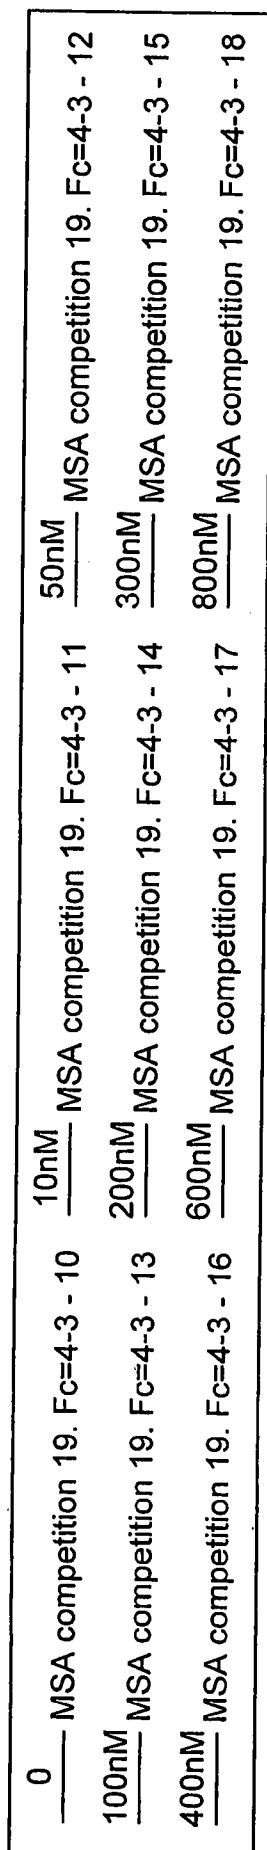 0 MSA competition 19. Fc=4-3 - 10 10nM MSA competition 19. Fc=4-3 - 11 50nM MSA competition 19. Fc=4-3 - 12
100nM MSA competition 19. Fc=4-3 - 13 200nM MSA competition 19. Fc=4-3 - 14 300nM MSA competition 19. Fc=4-3 - 15
400nM MSA competition 19. Fc=4-3 - 16 600nM MSA competition 19. Fc=4-3 - 17 800nM MSA competition 19. Fc=4-3 - 18